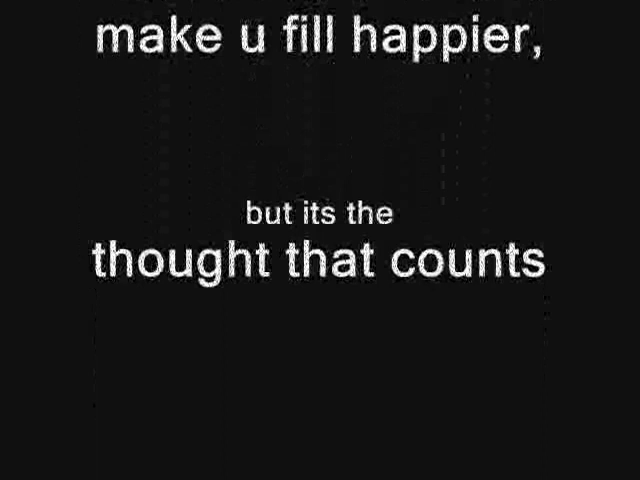 make u fill happier,
but its the
thought that counts